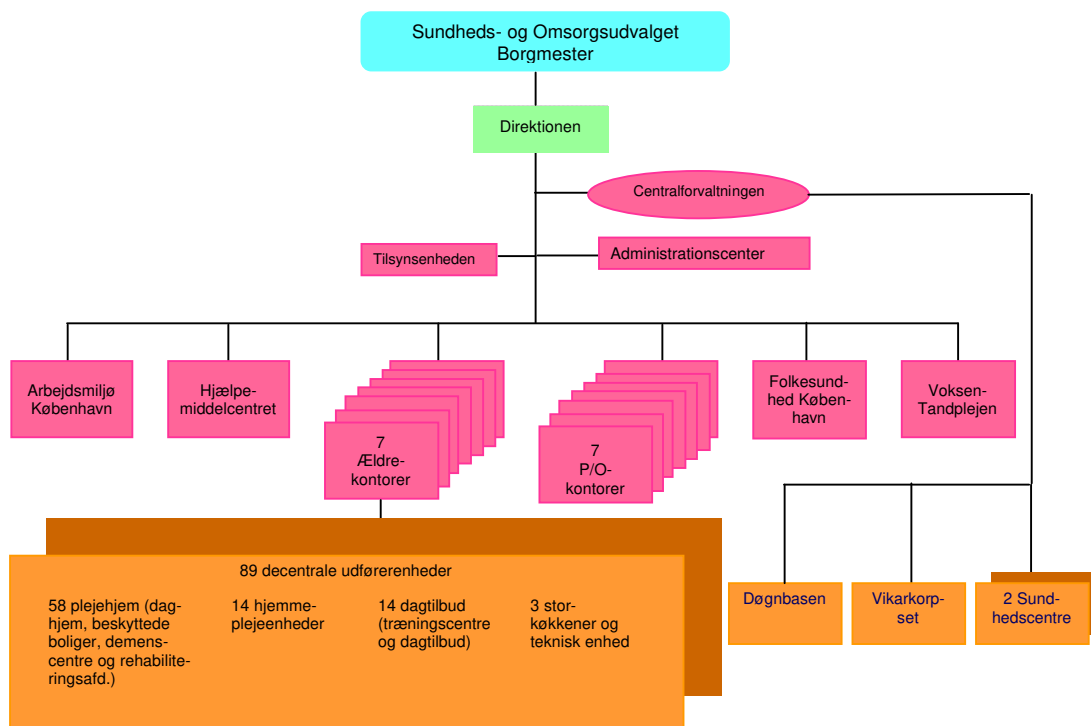 Sundheds- og Omsorgsudvalget
Borgmester
Direktionen
Centralforvaltningen
Tilsynsenheden
Administrationscenter
Arbejdsmiljø
København
Hjælpe-
middelcentret
7
Ældre-
kontorer
7
P/O-
kontorer
Folkesund-
hed Køben-
havn
Voksen-
Tandplejen
89 decentrale udførerenheder
58 plejehjem (dag-
hjem, beskyttede
boliger, demens-
centre og rehabilite-
ringsafd.)
14 hjemme-
plejeenheder
14 dagtilbud
(træningscentre
og dagtilbud)
3 stor-
køkkener og
teknisk enhed
Døgnbasen
Vikarkorp-
set
2 Sund-
hedscentre